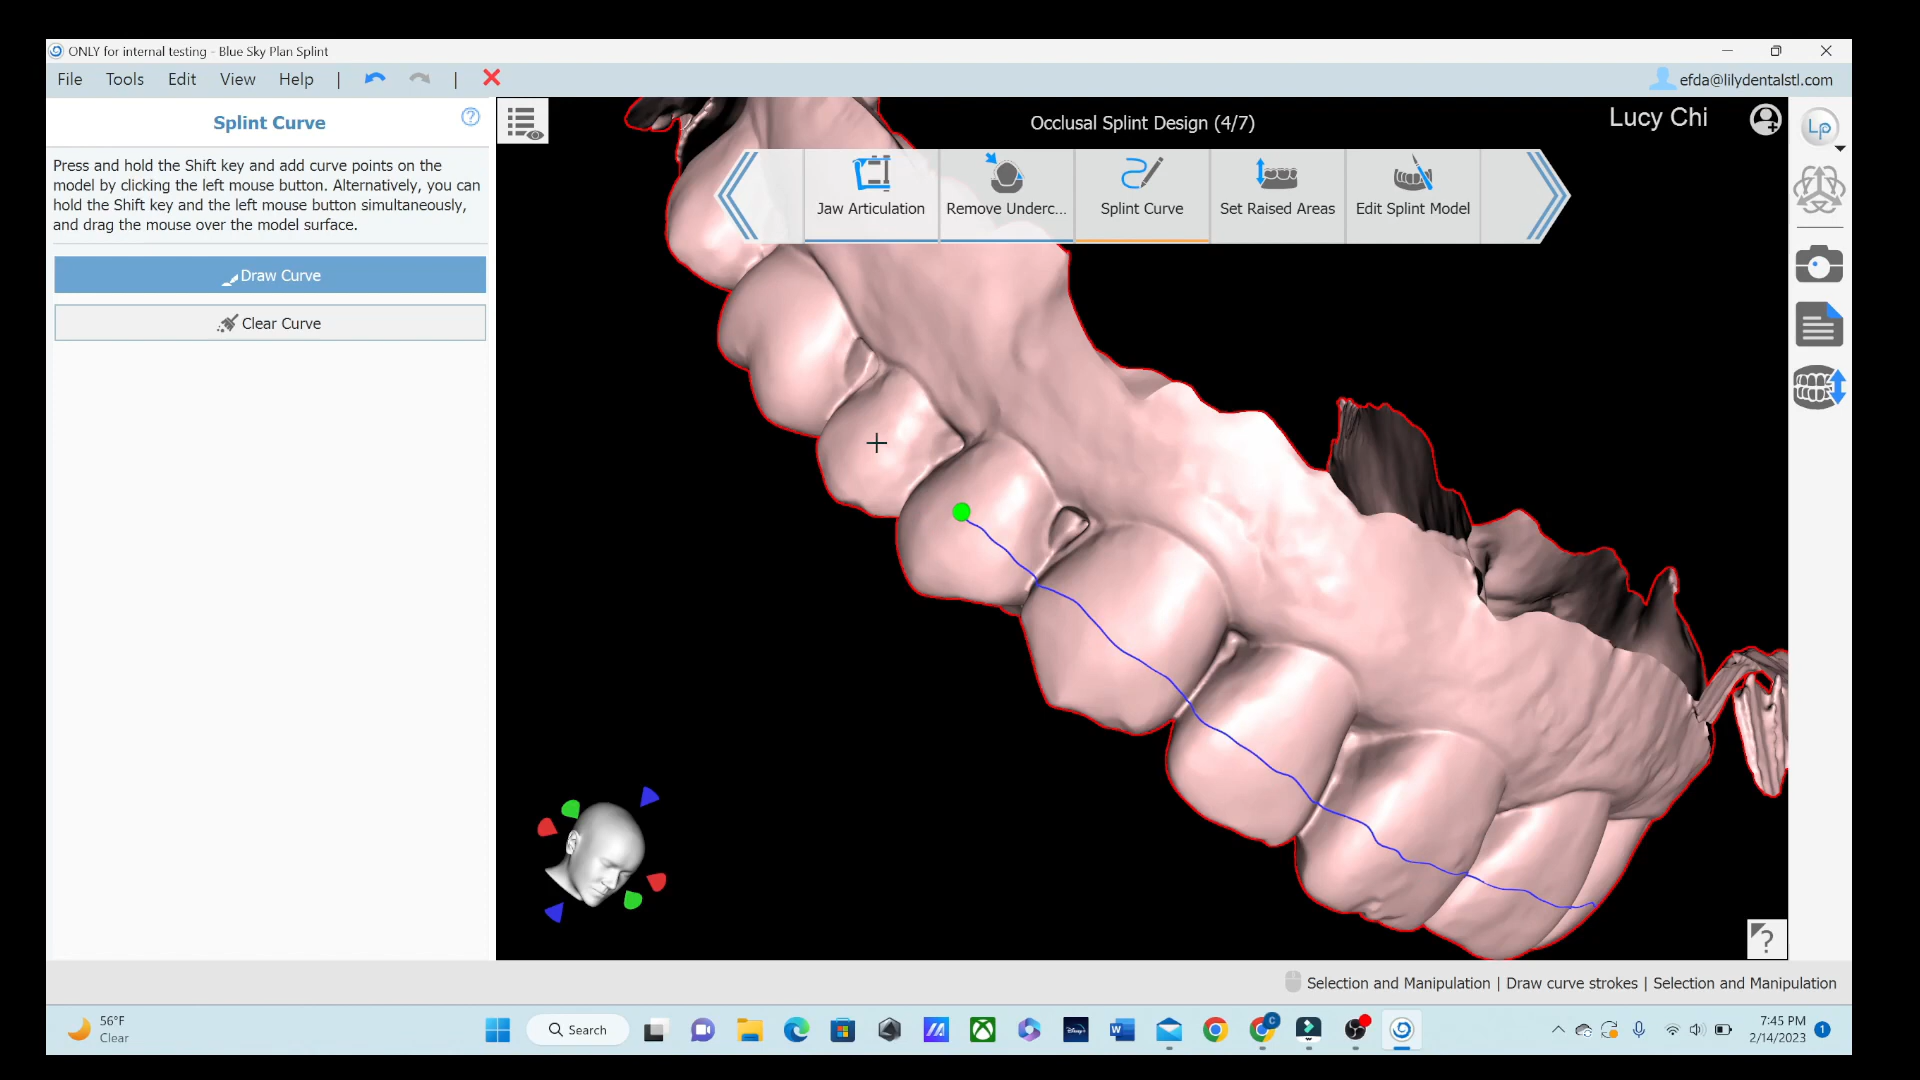 ONLY for internal testing - Blue Sky Plan Splint
File Tools Edit View Help | |
efda@lilydentalstl.com
Splint Curve
?
Press and hold the Shift key and add curve points on the
model by clicking the left mouse button. Alternatively, you can
hold the Shift key and the left mouse button simultaneously,
and drag the mouse over the model surface.
Draw Curve
Clear Curve
Occlusal Splint Design (4/7)
Lucy Chi
Lp
Jaw Articulation
Remove Underc...
Splint Curve
Set Raised Areas
Edit Splint Model
?
Selection and Manipulation | Draw curve strokes | Selection and Manipulation
56°F
Clear
Search
Disney+
W
C
7:45 PM
2/14/2023
1